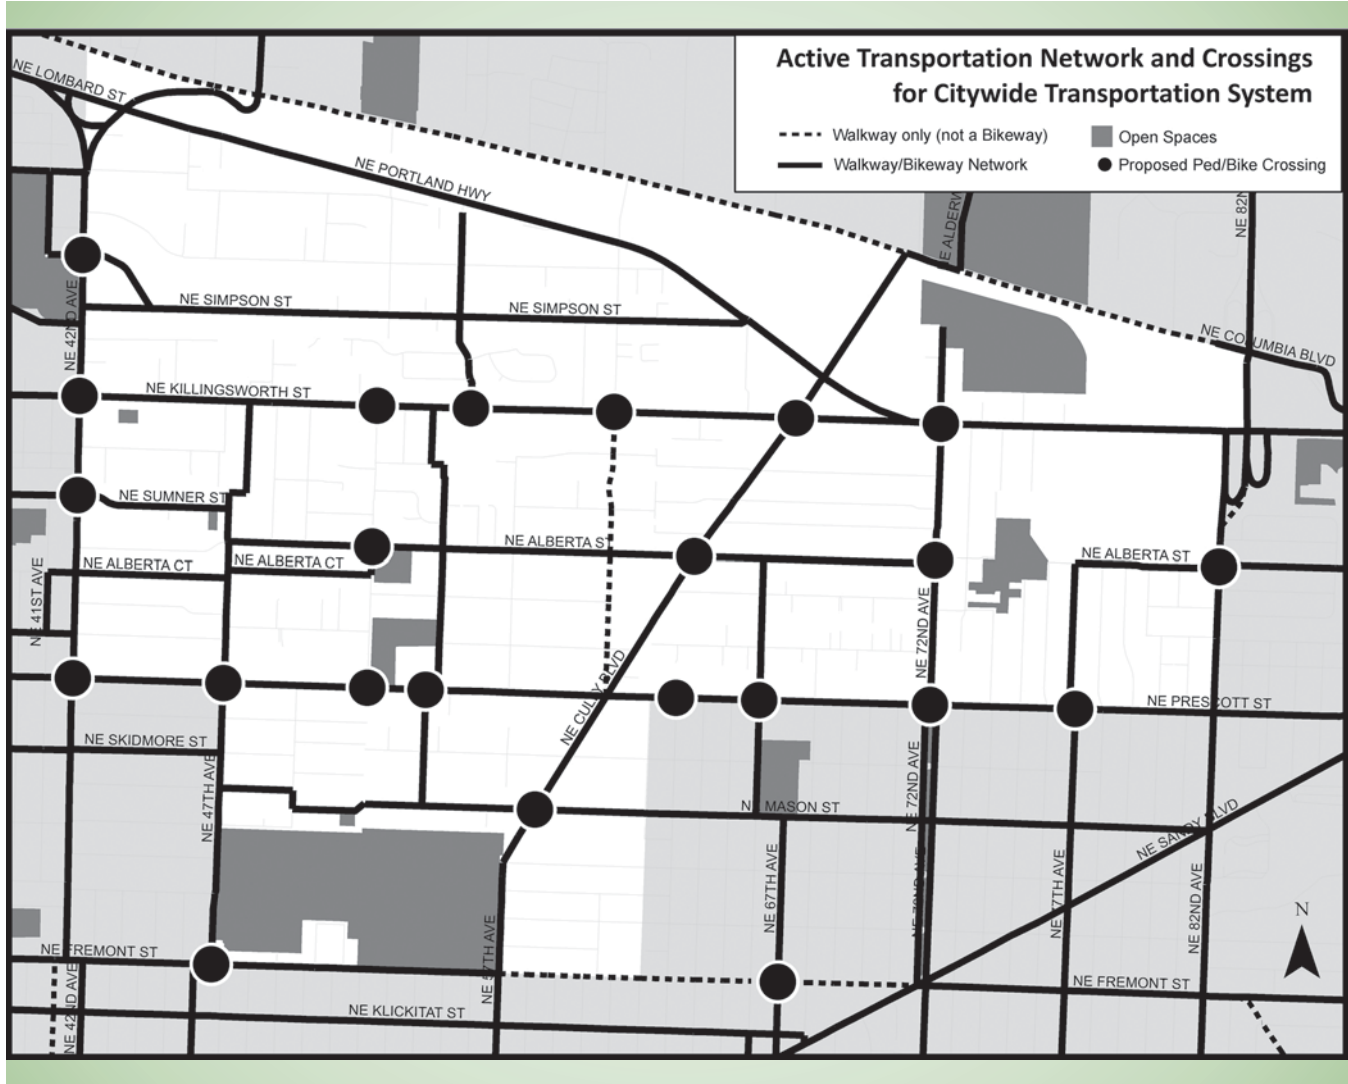 Active Transportation Network and Crossings
for Citywide Transportation System
Walkway only (not a Bikeway)
Open Spaces
Walkway/Bikeway Network
Proposed Ped/Bike Crossing
NE LOMBARD ST
NE PORTLAND HWY
NE 82N
NE 42ND AVE
NE SIMPSON ST
NE SIMPSON ST
NE COLUMBIA BLVD
NE KILLINGSWORTH ST
NE SUMNER ST
NE ALBERTA ST
NE ALBERTA ST
NE ALBERTA CT
NE ALBERTA CT
NE 41ST AVE
NE 72ND AVE
NE CULLY BLVD
NE PRESCOTT ST
NE SKIDMORE ST
NE 47TH AVE
NE 72ND AVE
NE MASON ST
NE SANDY BLVD
NE 67TH AVE
NE 82ND AVE
N
NE 57TH AVE
NE FREMONT ST
NE FREMONT ST
NE 42ND AVE
NE KLICKITAT ST